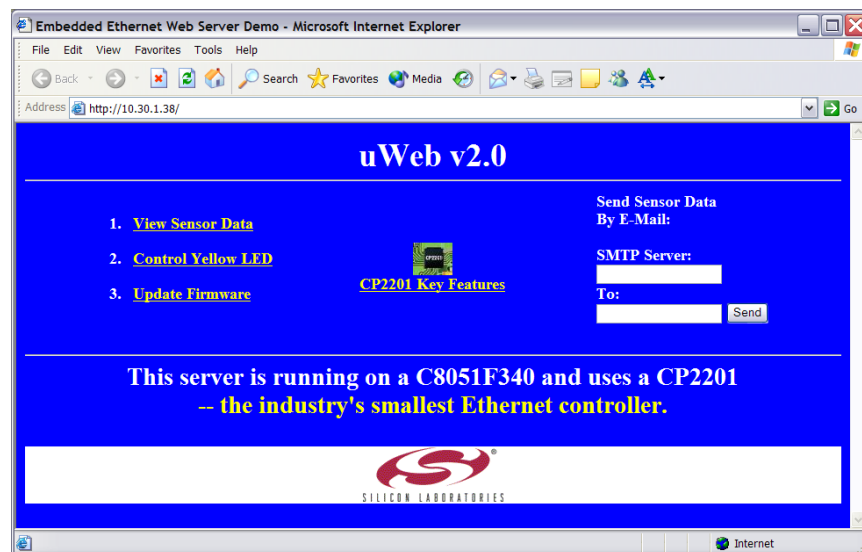 Embedded Ethernet Web Server Demo - Microsoft Internet Explorer
File Edit View Favorites Tools Help
Back Search Favorites Media
Address http://10.30.1.38/ Go
uWeb v2.0
1. View Sensor Data
2. Control Yellow LED
3. Update Firmware
CP2201
CP2201 Key Features
Send Sensor Data
By E-Mail:
SMTP Server:
To:
Send
This server is running on a C8051F340 and uses a CP2201
-- the industry's smallest Ethernet controller.
®
SILICON LABORATORIES
Internet